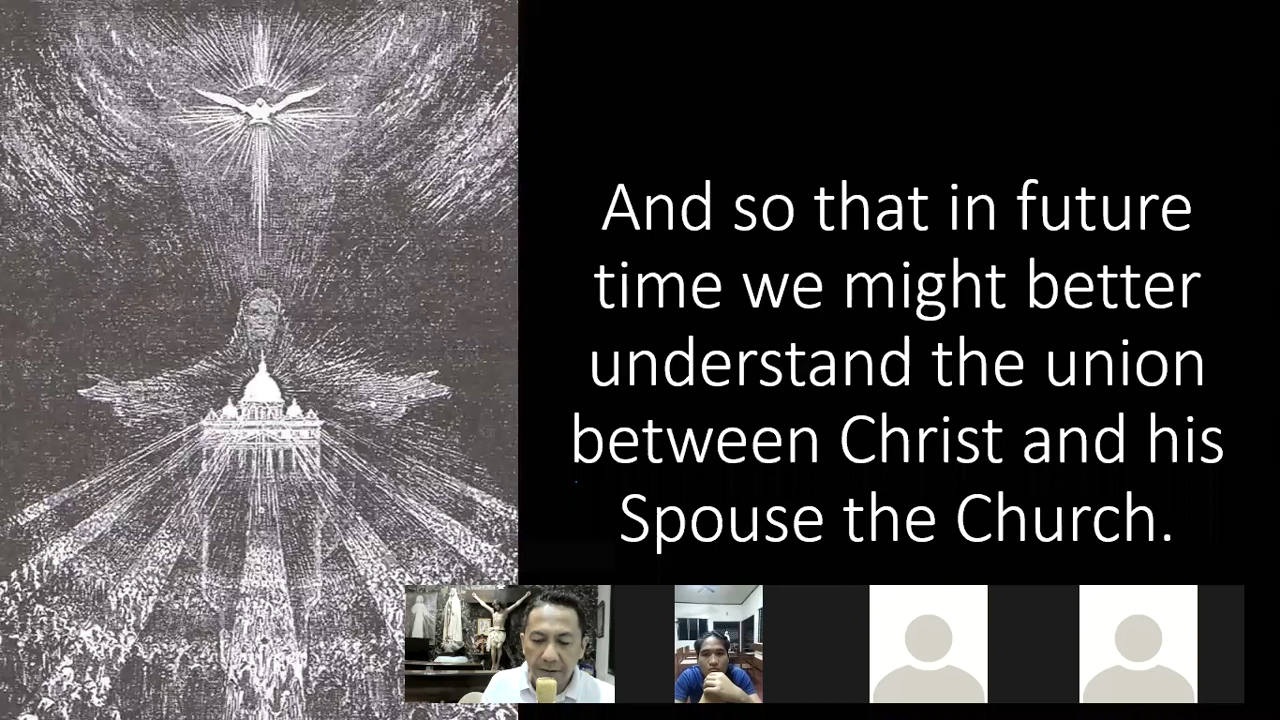 And so that in future
time we might better
understand the union
between Christ and his
Spouse the Church.